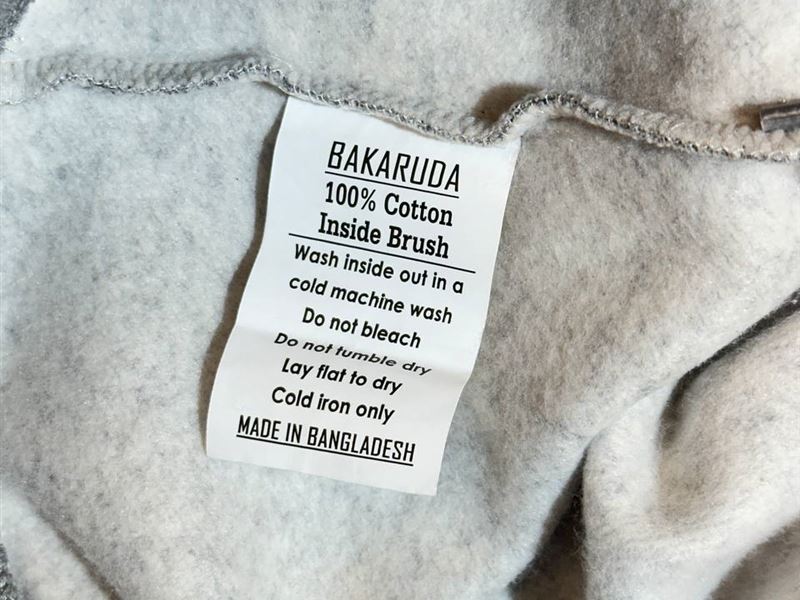 BAKARUDA
100% Cotton
Inside Brush
Wash inside out in a
cold machine wash
Do not bleach
Do not tumble dry
Lay flat to dry
Cold iron only
MADE IN BANGLADESH